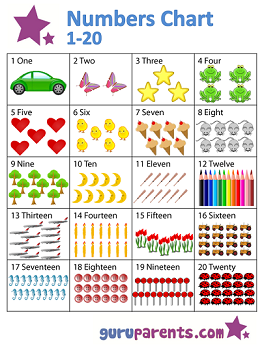 Numbers Chart
1-20
1 One
2 Two
3 Three
4 Four
5 Five
6 Six
7 Seven
8 Eight
9 Nine
10 Ten
11 Eleven
12 Twelve
13 Thirteen
14 Fourteen
15 Fifteen
16 Sixteen
17 Seventeen
18 Eighteen
19 Nineteen
20 Twenty
guruparents.com